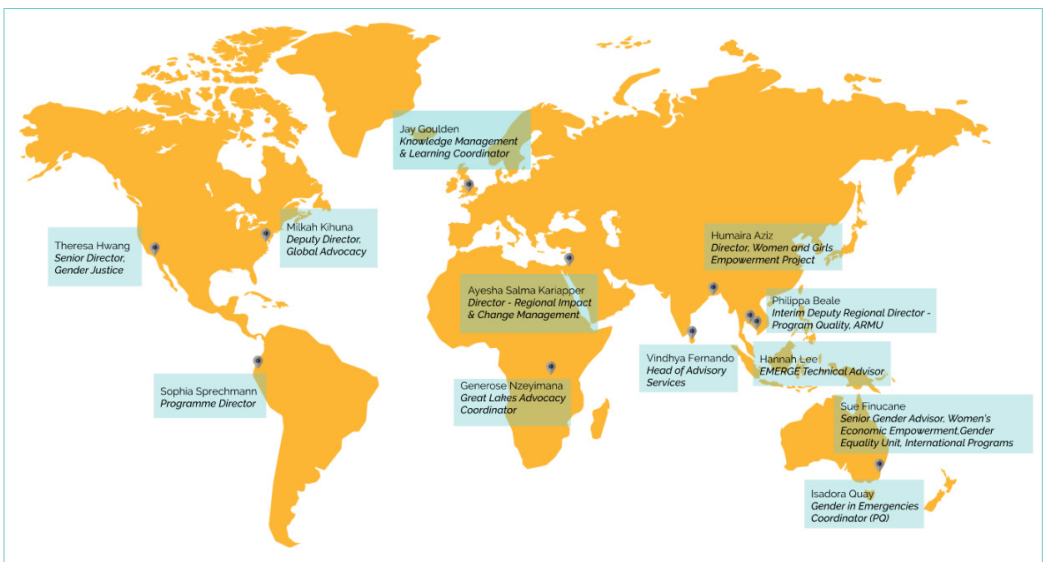 Jay Goulden
Knowledge Management
& Learning Coordinator
Milkah Kihuna
Deputy Director,
Global Advocacy
Theresa Hwang
Senior Director,
Gender Justice
Humaira Aziz
Director, Women and Girls
Empowerment Project
Ayesha Salma Kariapper
Director - Regional Impact
& Change Management
Philippa Beale
Interim Deputy Regional Director -
Program Quality, ARMU
Vindhya Fernando
Head of Advisory
Services
Hannah Lee
EMERGE Technical Advisor
Sophia Sprechmann
Programme Director
Generose Nzeyimana
Great Lakes Advocacy
Coordinator
Sue Finucane
Senior Gender Advisor, Women's
Economic Empowerment,Gender
Equality Unit, International Programs
Isadora Quay
Gender in Emergencies
Coordinator (PQ)